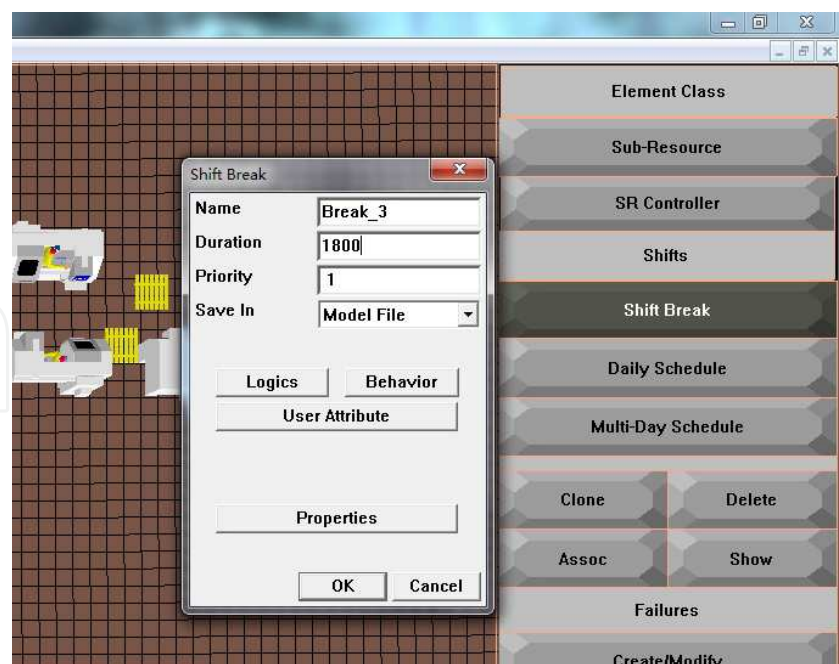 Element Class
Sub-Resource
SR Controller
Shifts
Shift Break
Daily Schedule
Multi-Day Schedule
Clone Delete
Assoc Show
Failures
Create/Modify
Shift Break
Name Break_3
Duration 1800
Priority 1
Save In Model File
Logics Behavior
User Attribute
Properties
OK Cancel